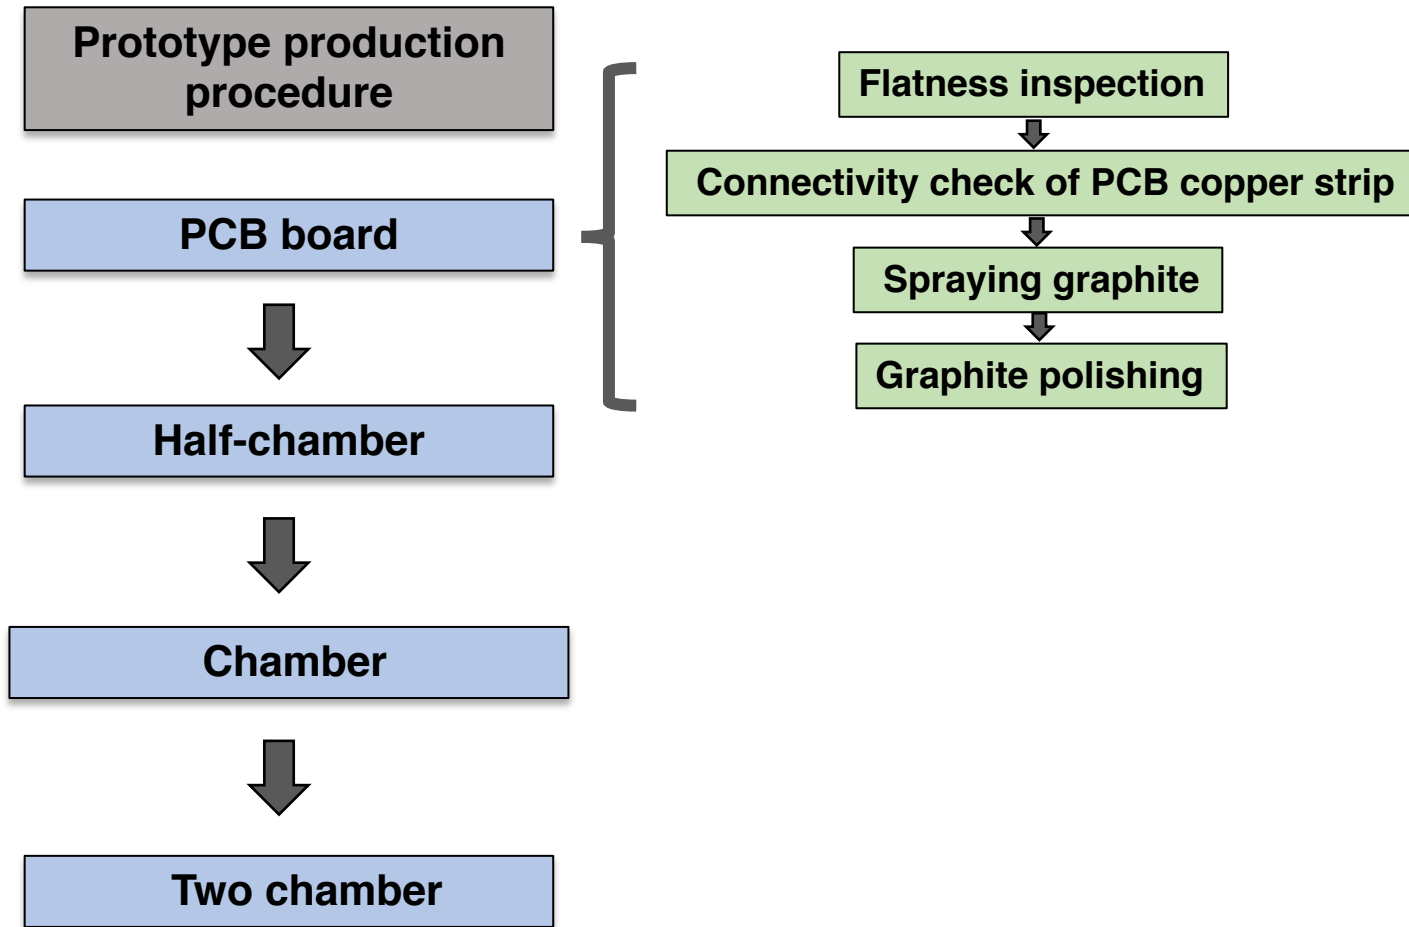 Prototype production
procedure
PCB board
Half-chamber
Chamber
Two chamber
Flatness inspection
Connectivity check of PCB copper strip
Spraying graphite
Graphite polishing